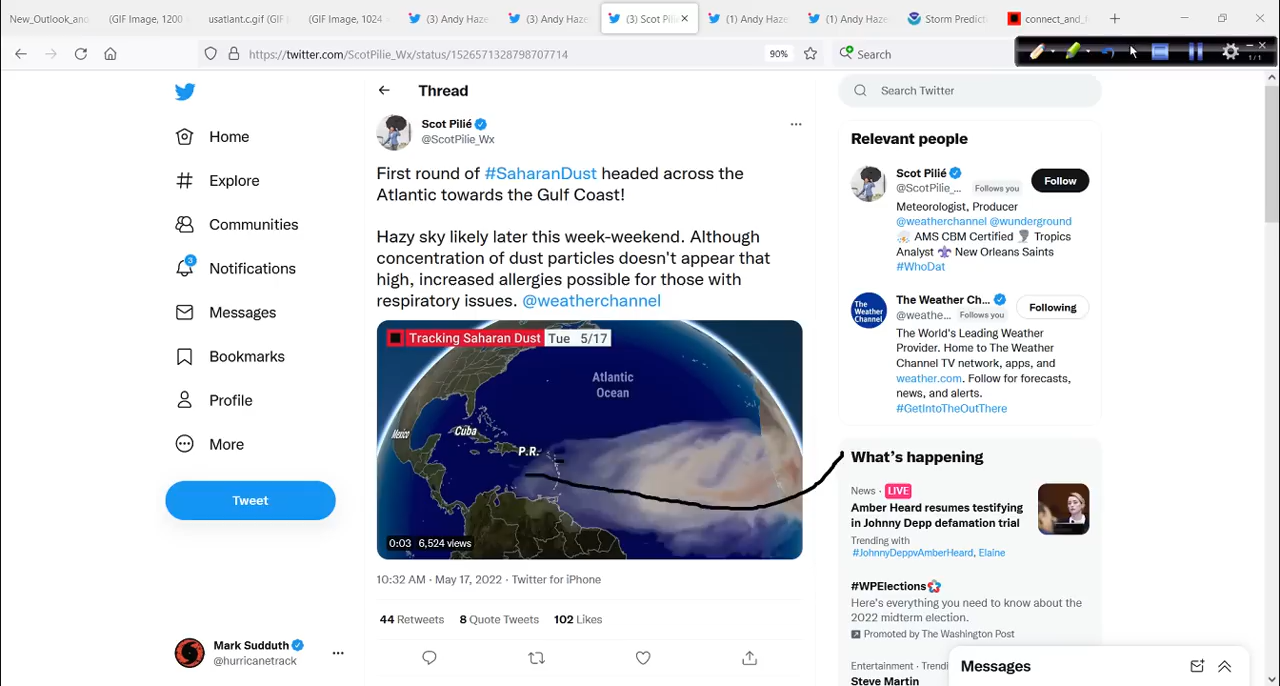 New_Outlook_and
(GIF Image, 1200
usatlant.c.gif (GIF
(GIF Image, 1024
(3) Andy Haze
(3) Andy Haze
(3) Scot Pili
(1) Andy Haze
(1) Andy Haze
Storm Predicti
connect_and_
https://twitter.com/ScotPilie_Wx/status/1526571328798707714
90%
Search
1/1
Home
Explore
Communities
3
Notifications
Messages
Bookmarks
Profile
More
Tweet
Mark Sudduth
@hurricanetrack
Thread
Scot Pilié
@ScotPilie_Wx
First round of #SaharanDust headed across the
Atlantic towards the Gulf Coast!
Hazy sky likely later this week-weekend. Although
concentration of dust particles doesn't appear that
high, increased allergies possible for those with
respiratory issues. @weatherchannel
Tracking Saharan Dust Tue 5/17
Atlantic
Ocean
Mexico
Cuba
P.R.
0:03 6,524 views
10:32 AM · May 17, 2022 · Twitter for iPhone
44 Retweets 8 Quote Tweets 102 Likes
Search Twitter
Relevant people
Scot Pilié
@ScotPilie_... Follows you
Follow
Meteorologist, Producer
@weatherchannel @wunderground
AMS CBM Certified Tropics
Analyst New Orleans Saints
#WhoDat
The Weather Ch...
@weathe... Follows you
Following
The Weather Channel
The World's Leading Weather
Provider. Home to The Weather
Channel TV network, apps, and
weather.com. Follow for forecasts,
news, and alerts.
#GetIntoTheOutThere
What's happening
News · LIVE
Amber Heard resumes testifying
in Johnny Depp defamation trial
Trending with
#JohnnyDeppvAmberHeard, Elaine
#WPElections
Here's everything you need to know about the
2022 midterm election.
Promoted by The Washington Post
Entertainment · Trendi
Steve Martin
Messages